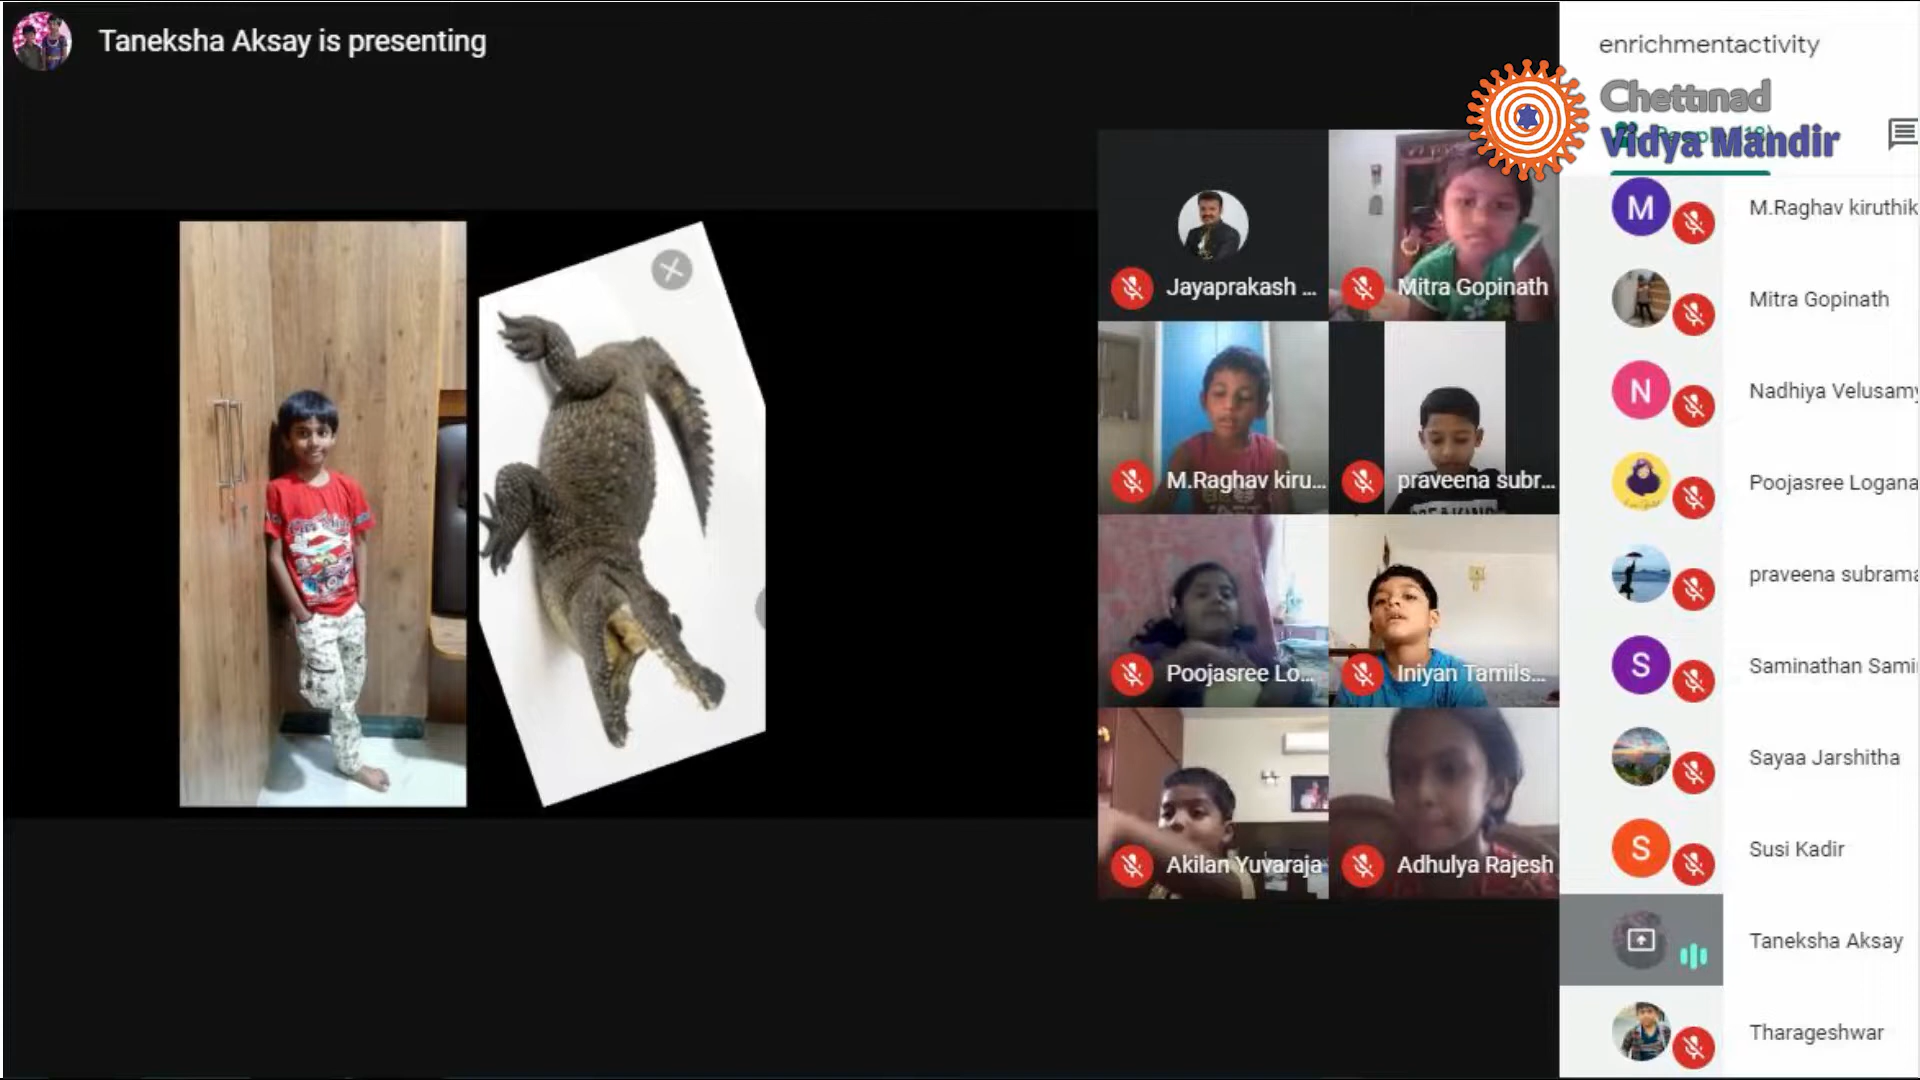 Taneksha Aksay is presenting
enrichmentactivity
Chettinad
Vidya Mandir
Jayaprakash ...
Mitra Gopinath
M.Raghav kiru...
praveena subr...
Poojasree Lo...
Iniyan Tamils...
Akilan Yuvaraja
Adhulya Rajesh
M
M.Raghav kiruthik
Mitra Gopinath
N
Nadhiya Velusamy
Poojasree Logana
praveena subrama
S
Saminathan Sami
Sayaa Jarshitha
S
Susi Kadir
Taneksha Aksay
Tharageshwar